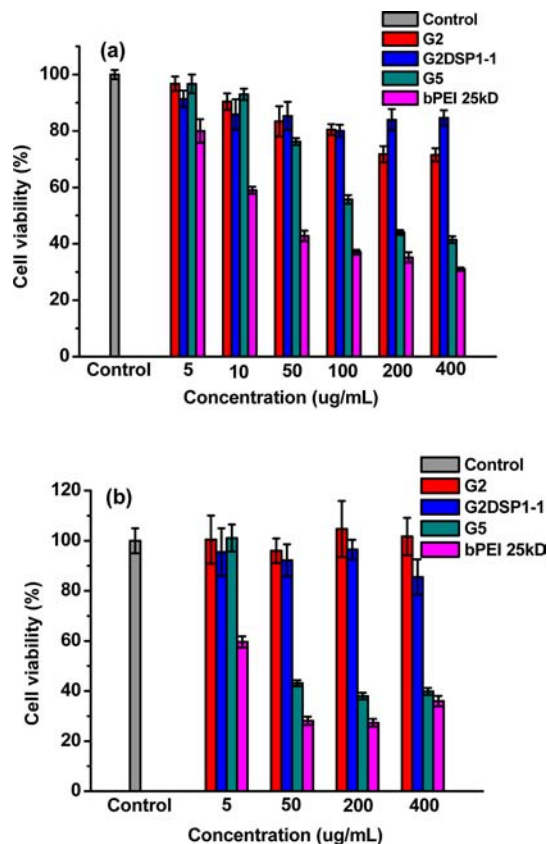 (a)
Control
G2
G2DSP1-1
G5
bPEI 25kD
Cell viability (%)
100
80
60
40
20
0
Control 5 10 50 100 200 400
Concentration (ug/mL)
(b)
Control
G2
G2DSP1-1
G5
bPEI 25kD
Cell viability (%)
120
100
80
60
40
20
0
Control 5 50 200 400
Concentration (ug/mL)